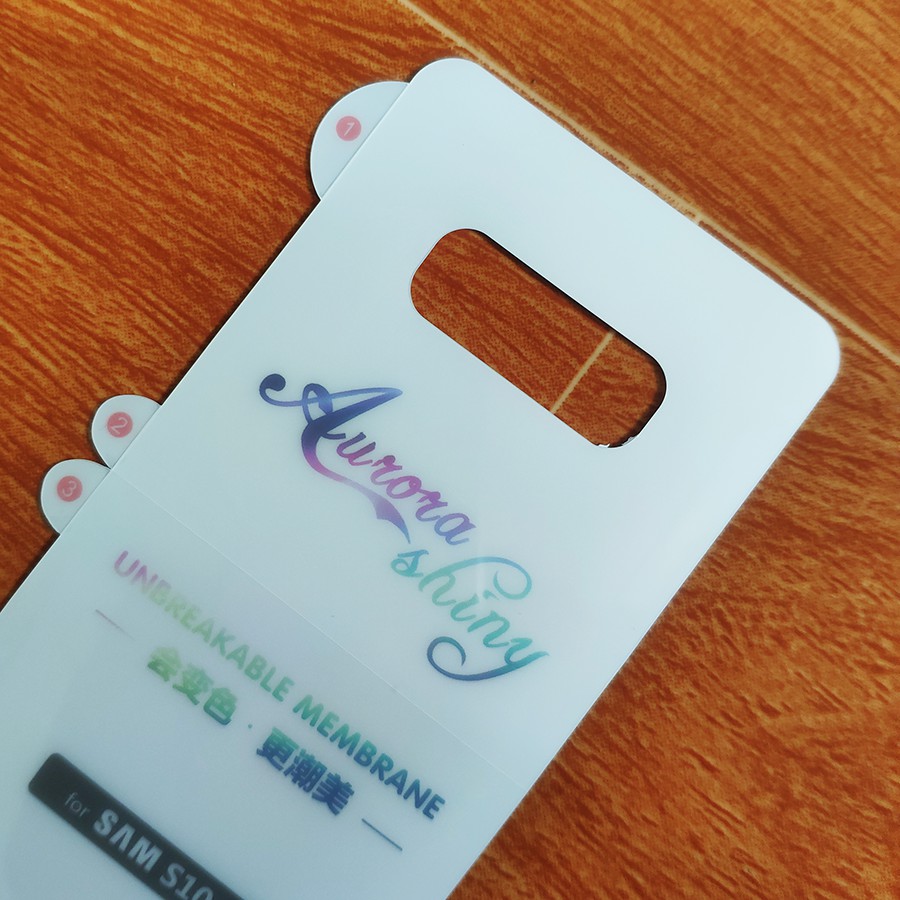 1
2
3
Aurora
shiny
UNBREAKABLE MEMBRANE
会变色·更潮美
for SAM S10